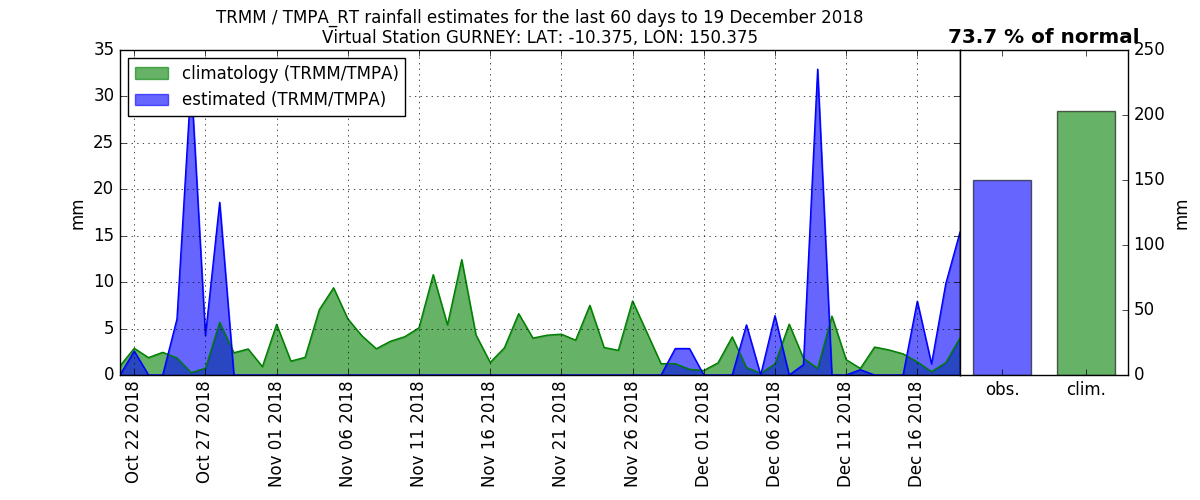 TRMM / TMPA_RT rainfall estimates for the last 60 days to 19 December 2018
Virtual Station GURNEY: LAT: -10.375, LON: 150.375
73.7 % of normal
climatology (TRMM/TMPA)
estimated (TRMM/TMPA)
35
30
25
20
15
10
5
0
mm
Oct 22 2018
Oct 27 2018
Nov 01 2018
Nov 06 2018
Nov 11 2018
Nov 16 2018
Nov 21 2018
Nov 26 2018
Dec 01 2018
Dec 06 2018
Dec 11 2018
Dec 16 2018
obs.
clim.
250
200
150
100
50
0
mm